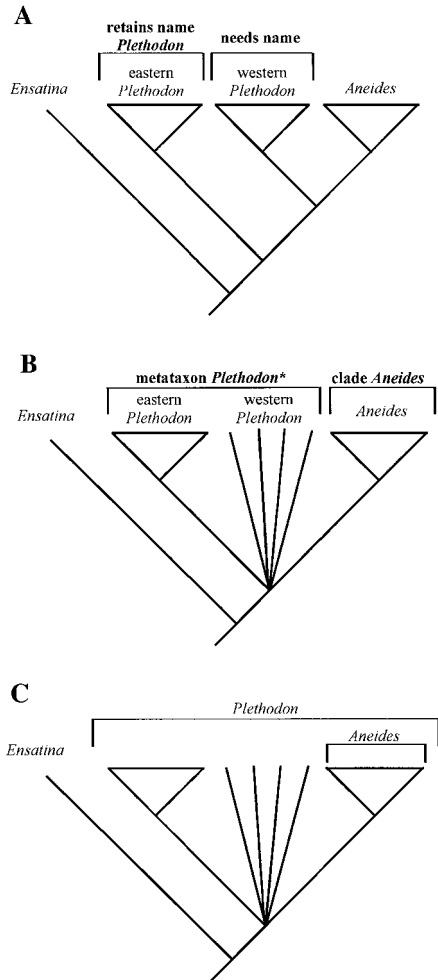 A
retains name
Plethodon
needs name
Ensatina
eastern
Plethodon
western
Plethodon
Aneides
B
metataxon Plethodon*
clade Aneides
Ensatina
eastern
Plethodon
western
Plethodon
Aneides
C
Plethodon
Ensatina
Aneides